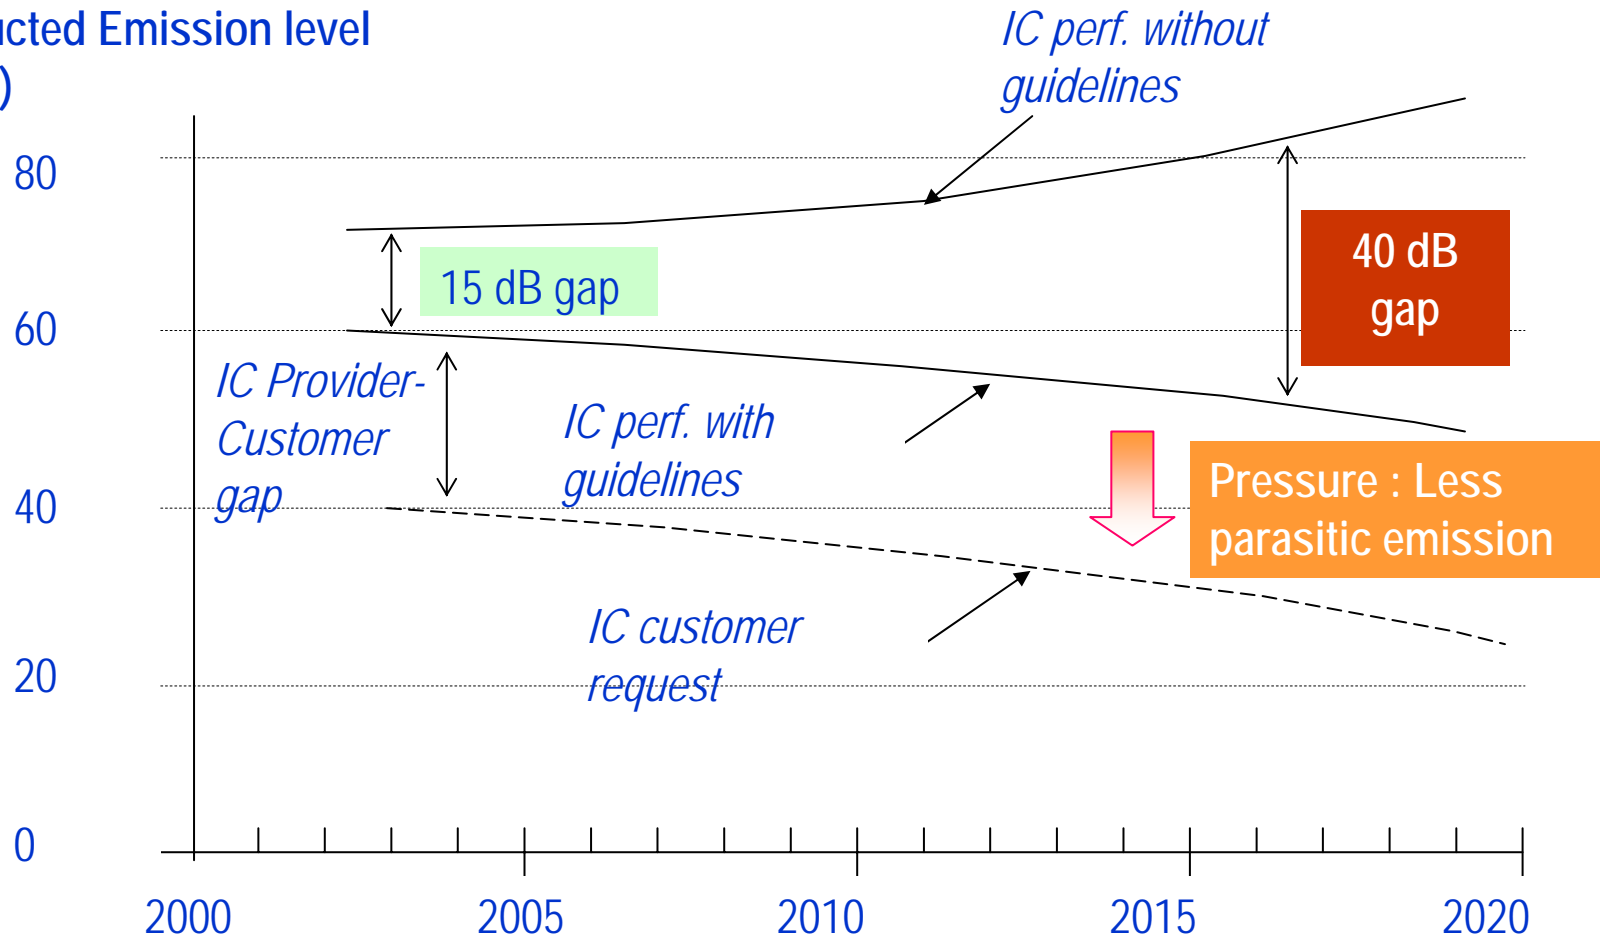 Emission level
)
IC perf. without
guidelines
80
15 dB gap
40 dB
gap
60
IC Provider-
Customer
gap
IC perf. with
guidelines
Pressure : Less
parasitic emission
40
IC customer
request
20
0
2000
2005
2010
2015
2020